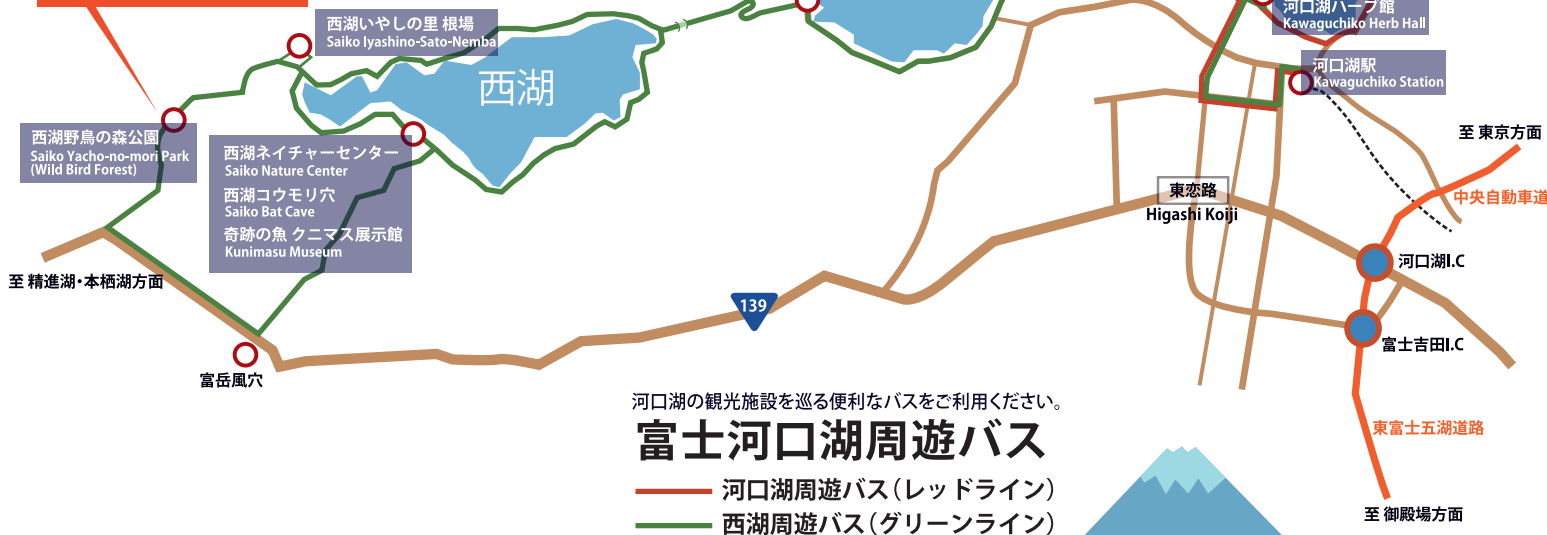 河口湖ハーブ館
Kawaguchiko Herb Hall
西湖いやしの里 根場
Saiko Iyashino-Sato-Nemba
西湖
河口湖駅
Kawaguchiko Station
西湖野鳥の森公園
Saiko Yacho-no-mori Park
(Wild Bird Forest)
西湖ネイチャーセンター
Saiko Nature Center
西湖コウモリ穴
Saiko Bat Cave
奇跡の魚 クニマス展示館
Kunimasu Museum
至 東京方面
中央自動車道
東恋路
Higashi Koiji
河口湖I.C
至 精進湖・本栖湖方面
139
富士吉田I.C
富岳風穴
河口湖の観光施設を巡る便利なバスをご利用ください。
富士河口湖周遊バス
河口湖周遊バス(レッドライン)
西湖周遊バス(グリーンライン)
東富士五湖道路
至 御殿場方面